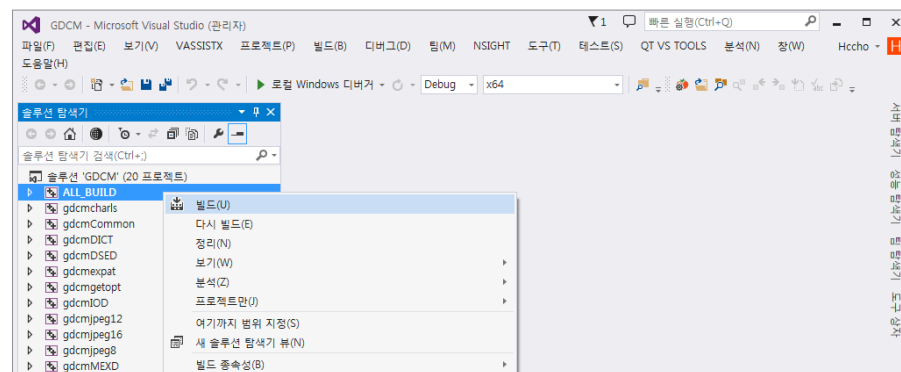 GDCM - Microsoft Visual Studio (관리자)
1
빠른 실행(Ctrl+Q)
파일(F) 편집(E) 보기(V) VASSISTX 프로젝트(P) 빌드(B) 디버그(D) 팀(M) NSIGHT 도구(T) 테스트(S) QT VS TOOLS 분석(N) 창(W) Hccho H
도움말(H)
로컬 Windows 디버거 Debug x64
솔루션 탐색기
솔루션 탐색기 검색(Ctrl+;)
솔루션 'GDCM' (20 프로젝트)
ALL_BUILD
gdcmcharls
gdcmCommon
gdcmDICT
gdcmDSED
gdcmexpat
gdcmgetopt
gdcmIOD
gdcmjpeg12
gdcmjpeg16
gdcmjpeg8
gdcmMEXD
빌드(U)
다시 빌드(E)
정리(N)
보기(W)
분석(Z)
프로젝트만(J)
여기까지 범위 지정(S)
새 솔루션 탐색기 뷰(N)
빌드 종속성(B)
서버 탐색기
성능 탐색기
팀 탐색기
도구 상자